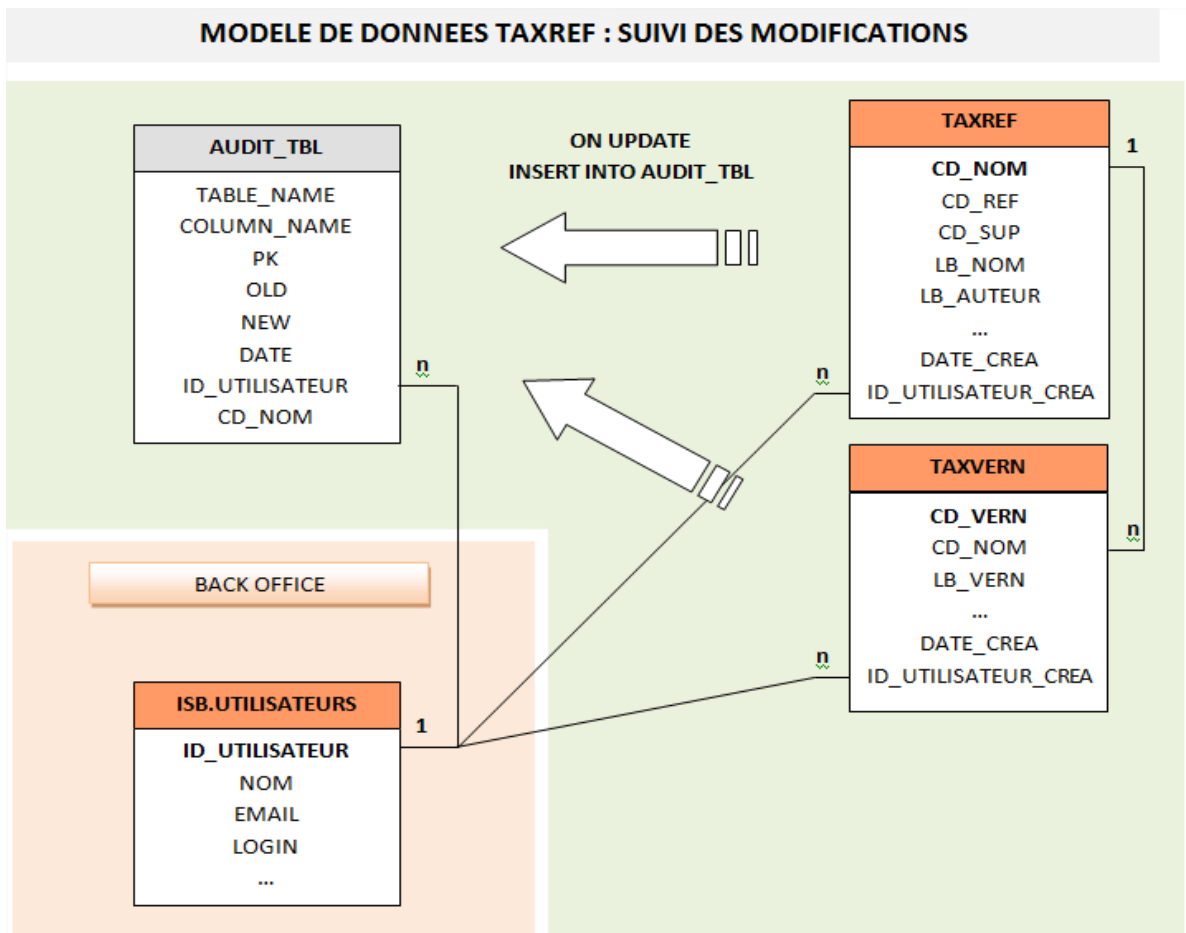 MODELE DE DONNEES TAXREF : SUIVI DES MODIFICATIONS
AUDIT_TBL
TABLE_NAME
COLUMN_NAME
PK
OLD
NEW
DATE
ID_UTILISATEUR
CD_NOM
n
ON UPDATE
INSERT INTO AUDIT_TBL
TAXREF
CD_NOM
CD_REF
CD_SUP
LB_NOM
LB_AUTEUR
...
DATE_CREA
ID_UTILISATEUR_CREA
1
n
TAXVERN
CD_VERN
CD_NOM
LB_VERN
...
DATE_CREA
ID_UTILISATEUR_CREA
n
n
BACK OFFICE
ISB.UTILISATEURS
ID_UTILISATEUR
NOM
EMAIL
LOGIN
...
1